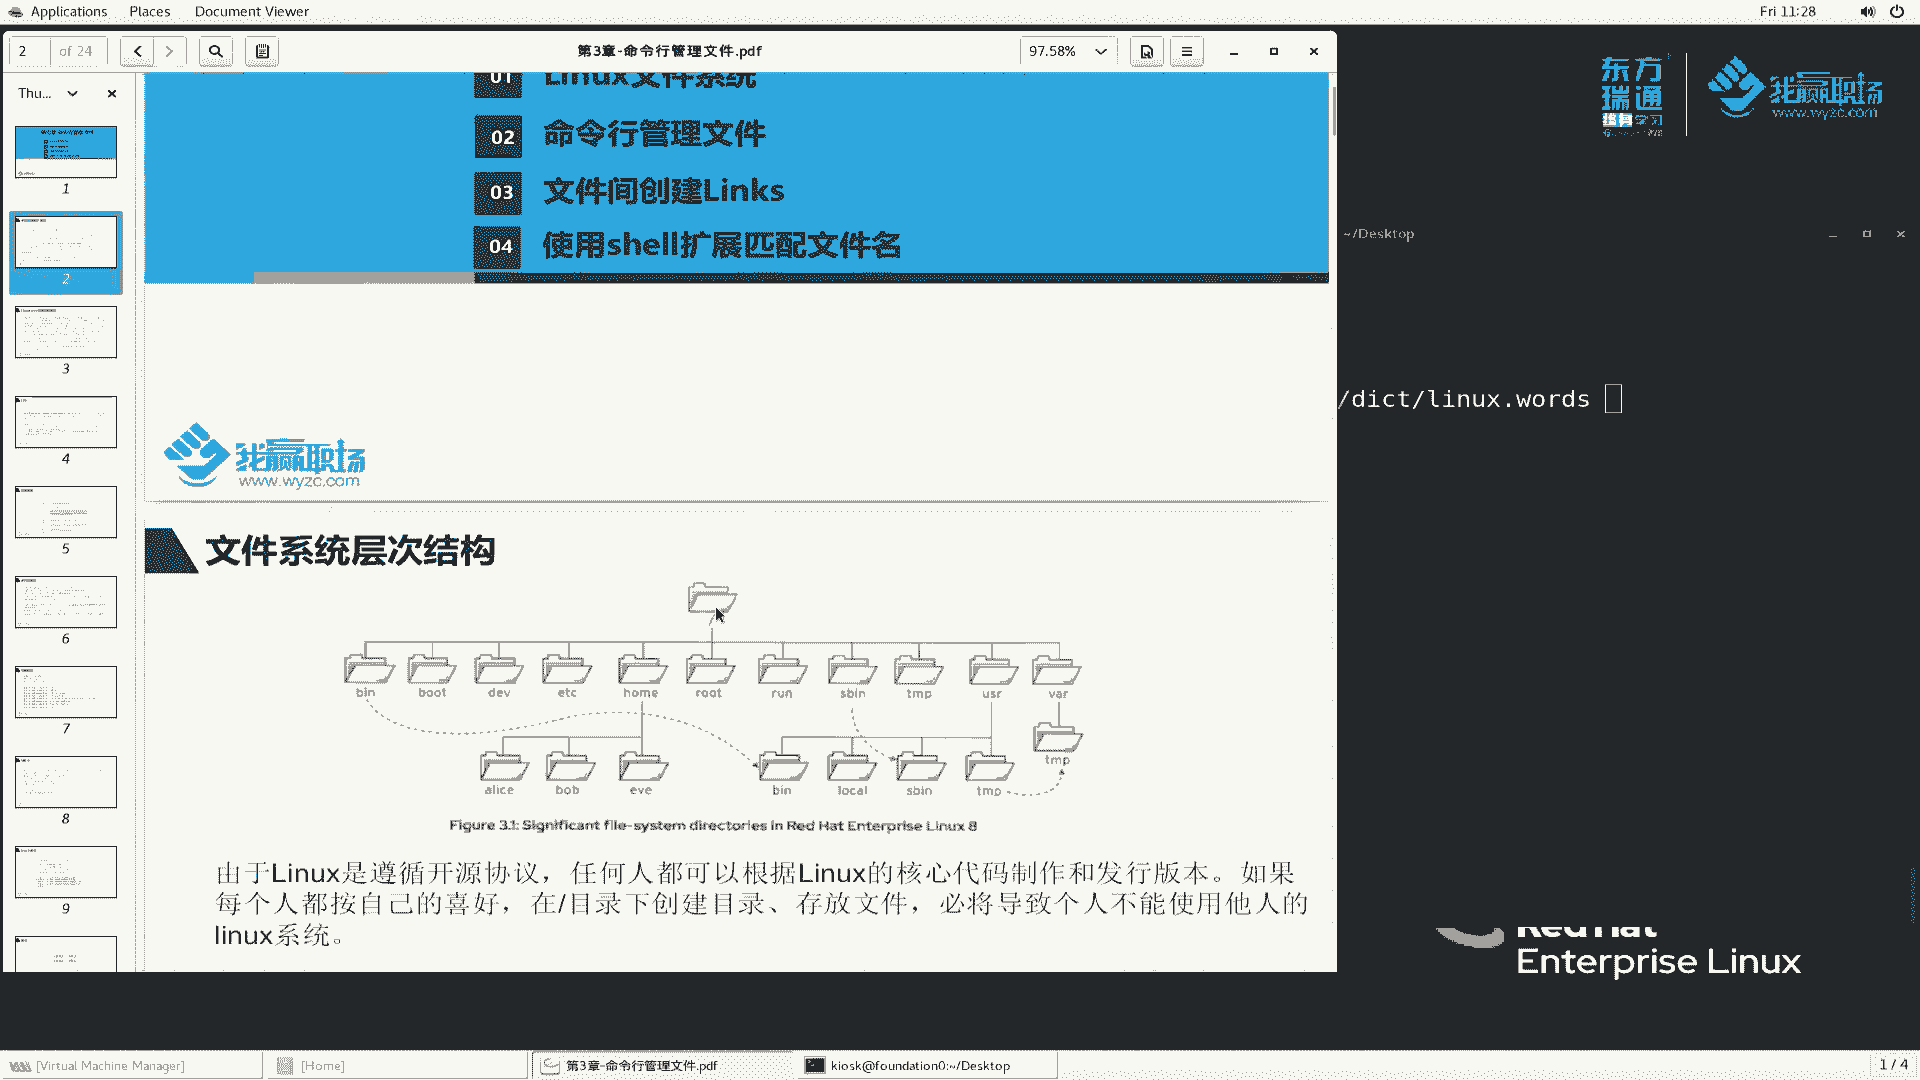 Applications Places Document Viewer Fri 11:28
2 of 24 第3章-命令行管理文件.pdf 97.58%
Thu...
1
2
3
4
5
6
7
8
9
01 Linux文件系统
02 命令行管理文件
03 文件间创建Links
04 使用shell扩展匹配文件名
我赢职场
www.wyzc.com
文件系统层次结构
/
bin boot dev etc home root run sbin tmp usr var
tmp
alice bob eve bin local sbin tmp
Figure 3.1: Significant file-system directories in Red Hat Enterprise Linux 8
由于Linux是遵循开源协议，任何人都可以根据Linux的核心代码制作和发行版本。如果
每个人都按自己的喜好，在/目录下创建目录、存放文件，必将导致个人不能使用他人的
linux系统。
东方
瑞通
终身学习
我赢职场
www.wyzc.com
~/Desktop
/dict/linux.words
Red Hat
Enterprise Linux
[Virtual Machine Manager] [Home] 第3章-命令行管理文件.pdf kiosk@foundation0:~/Desktop 1 / 4